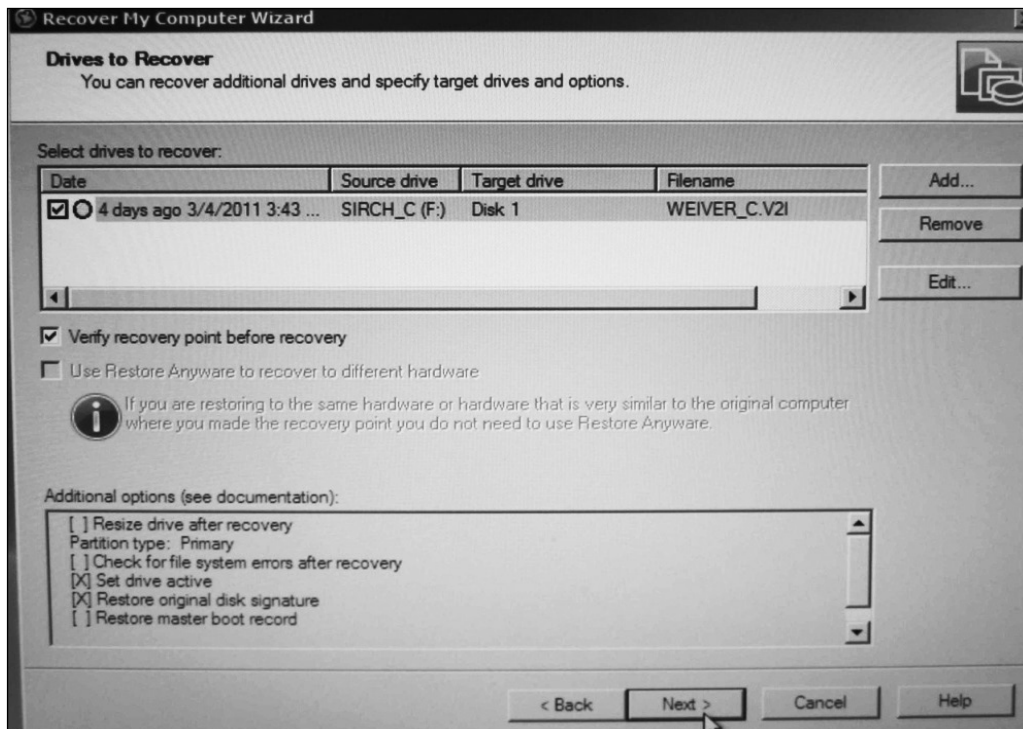 Recover My Computer Wizard
Drives to Recover
You can recover additional drives and specify target drives and options.
Select drives to recover:
Date Source drive Target drive Filename
4 days ago 3/4/2011 3:43 ... SIRCH_C (F:) Disk 1 WEIVER_C.V2I
Add...
Remove
Edit...
Verify recovery point before recovery
Use Restore Anyware to recover to different hardware
If you are restoring to the same hardware or hardware that is very similar to the original computer
where you made the recovery point you do not need to use Restore Anyware.
Additional options (see documentation):
[ ] Resize drive after recovery
Partition type: Primary
[ ] Check for file system errors after recovery
[X] Set drive active
[X] Restore original disk signature
[ ] Restore master boot record
< Back Next > Cancel Help